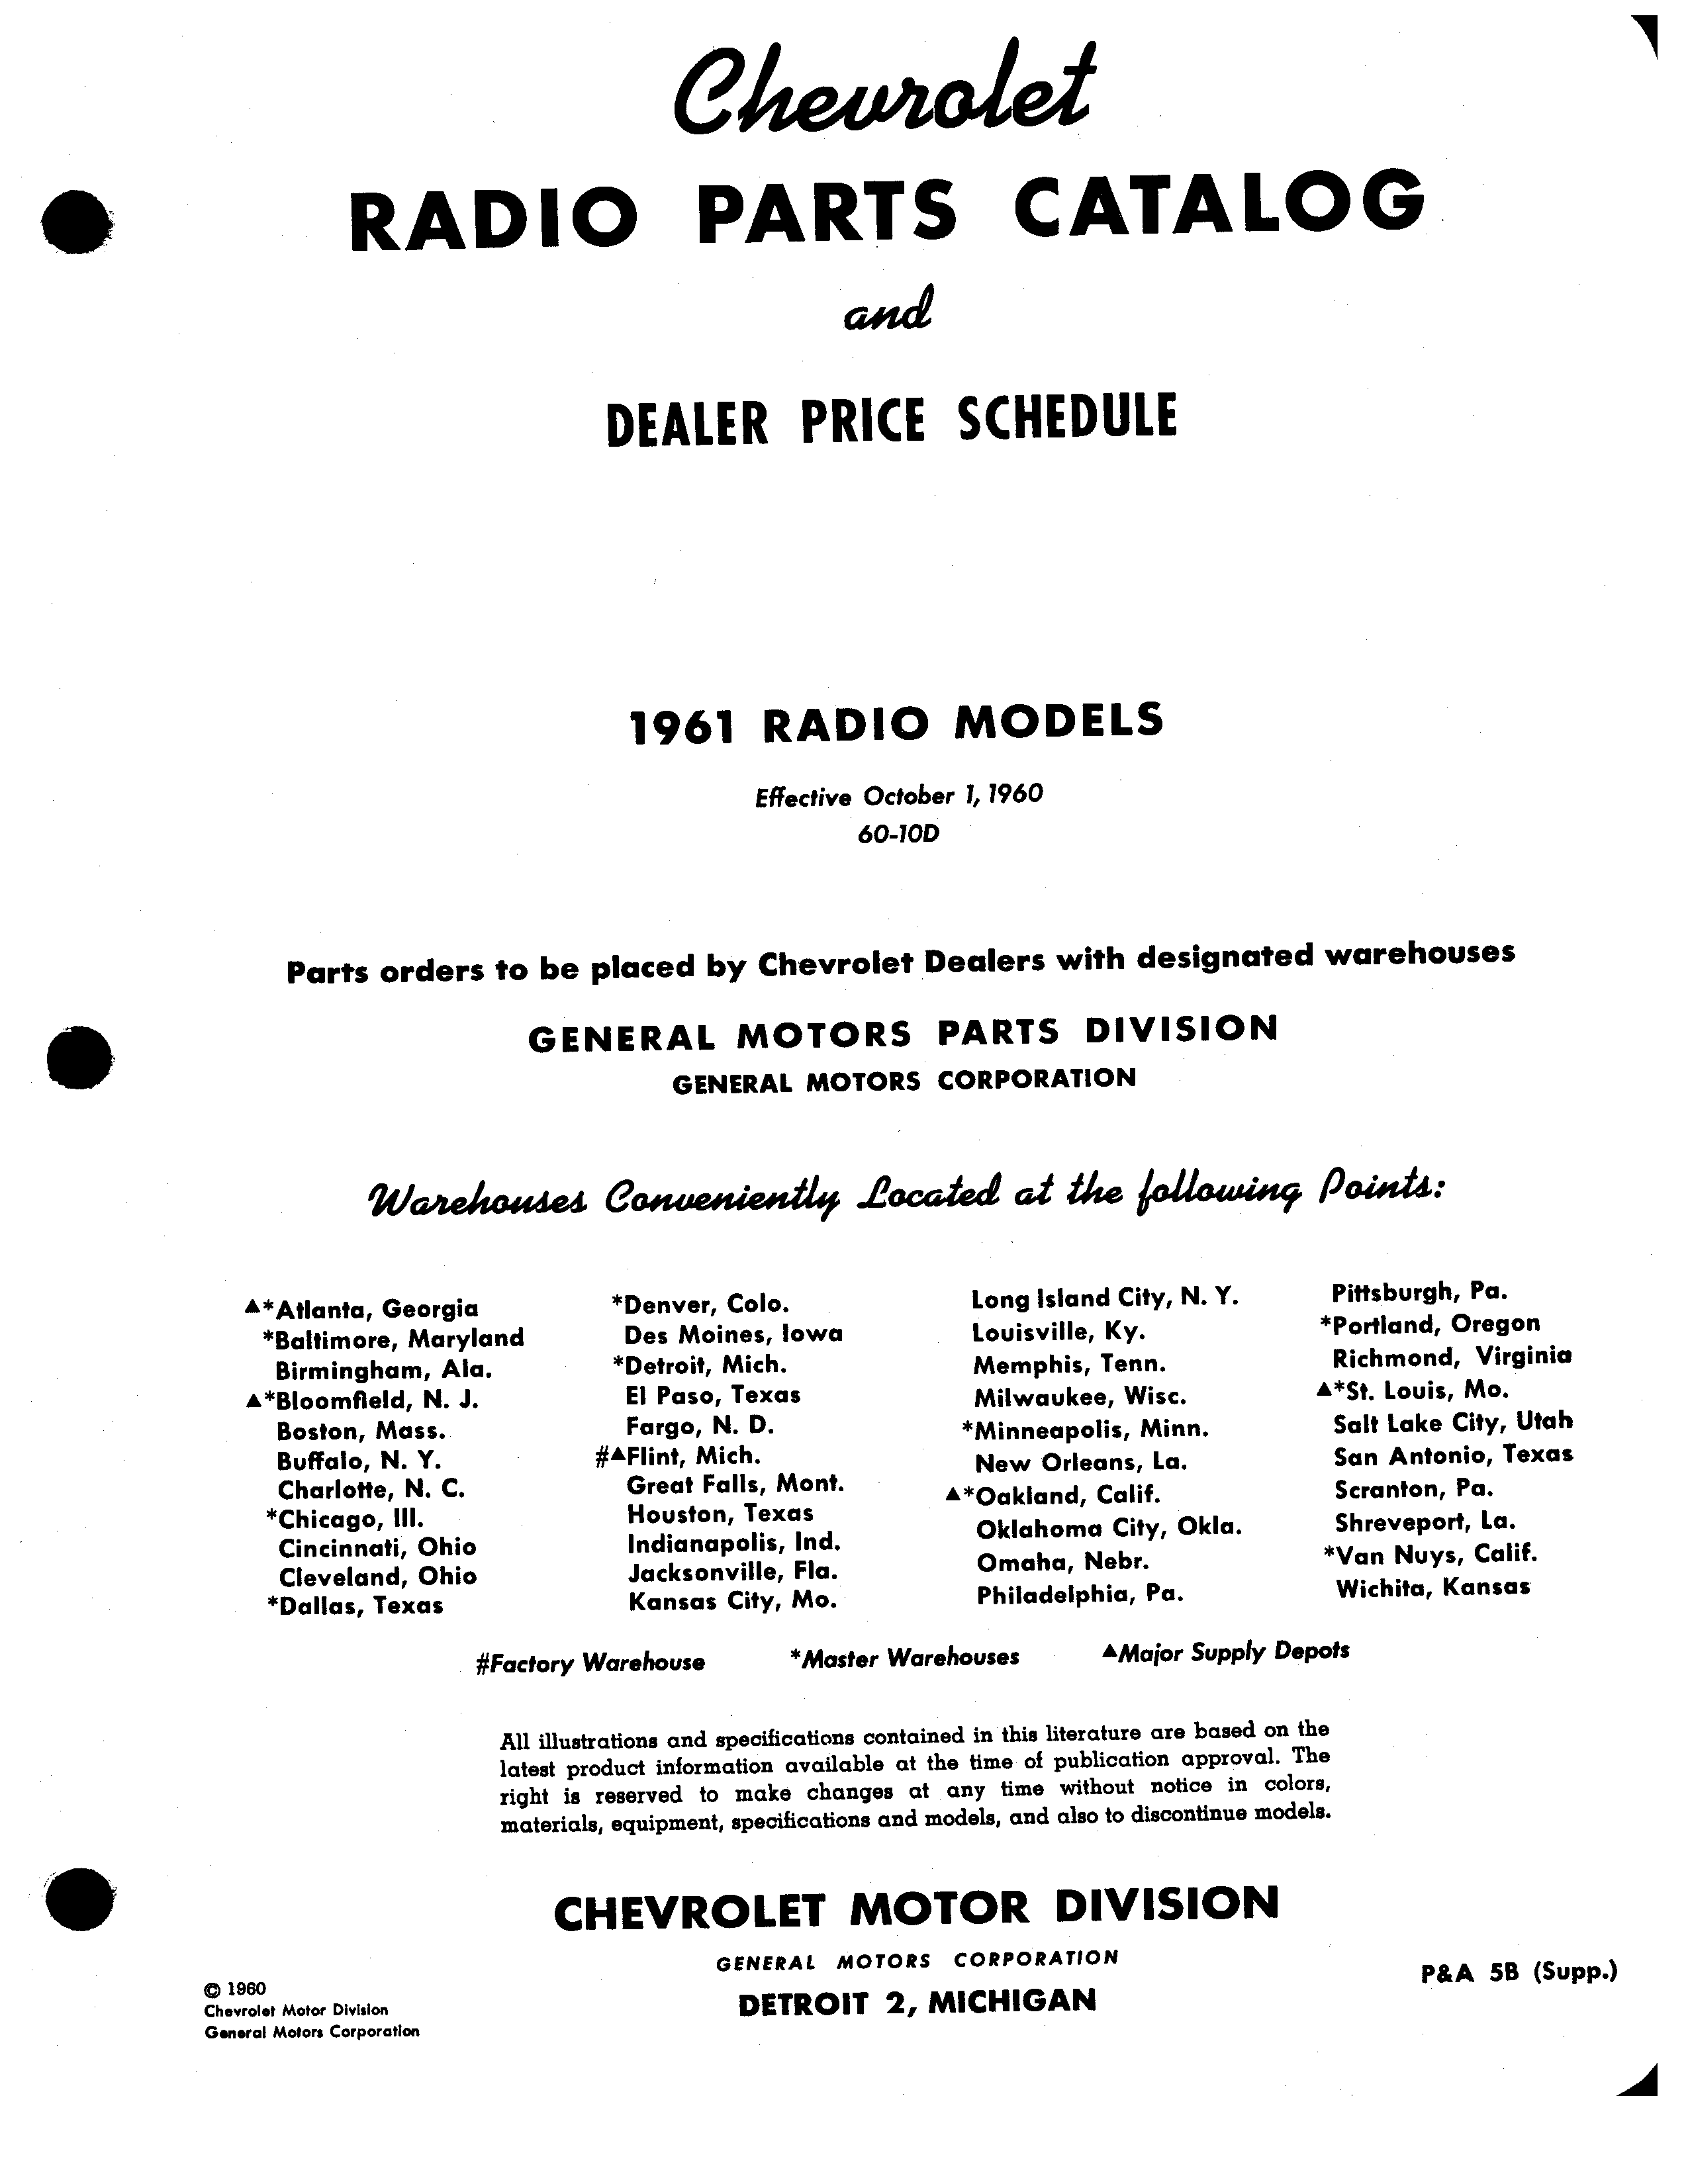 Chevrolet
RADIO PARTS CATALOG
and
DEALER PRICE SCHEDULE
1961 RADIO MODELS
Effective October 1, 1960
60-10D
Parts orders to be placed by Chevrolet Dealers with designated warehouses
GENERAL MOTORS PARTS DIVISION
GENERAL MOTORS CORPORATION
Warehouses Conveniently Located at the following Points:
▲*Atlanta, Georgia
*Baltimore, Maryland
Birmingham, Ala.
▲*Bloomfield, N. J.
Boston, Mass.
Buffalo, N. Y.
Charlotte, N. C.
*Chicago, Ill.
Cincinnati, Ohio
Cleveland, Ohio
*Dallas, Texas
*Denver, Colo.
Des Moines, Iowa
*Detroit, Mich.
El Paso, Texas
Fargo, N. D.
#▲Flint, Mich.
Great Falls, Mont.
Houston, Texas
Indianapolis, Ind.
Jacksonville, Fla.
Kansas City, Mo.
Long Island City, N. Y.
Louisville, Ky.
Memphis, Tenn.
Milwaukee, Wisc.
*Minneapolis, Minn.
New Orleans, La.
▲*Oakland, Calif.
Oklahoma City, Okla.
Omaha, Nebr.
Philadelphia, Pa.
Pittsburgh, Pa.
*Portland, Oregon
Richmond, Virginia
▲*St. Louis, Mo.
Salt Lake City, Utah
San Antonio, Texas
Scranton, Pa.
Shreveport, La.
*Van Nuys, Calif.
Wichita, Kansas
#Factory Warehouse *Master Warehouses ▲Major Supply Depots
All illustrations and specifications contained in this literature are based on the
latest product information available at the time of publication approval. The
right is reserved to make changes at any time without notice in colors,
materials, equipment, specifications and models, and also to discontinue models.
CHEVROLET MOTOR DIVISION
GENERAL MOTORS CORPORATION
DETROIT 2, MICHIGAN
© 1960
Chevrolet Motor Division
General Motors Corporation
P&A 5B (Supp.)